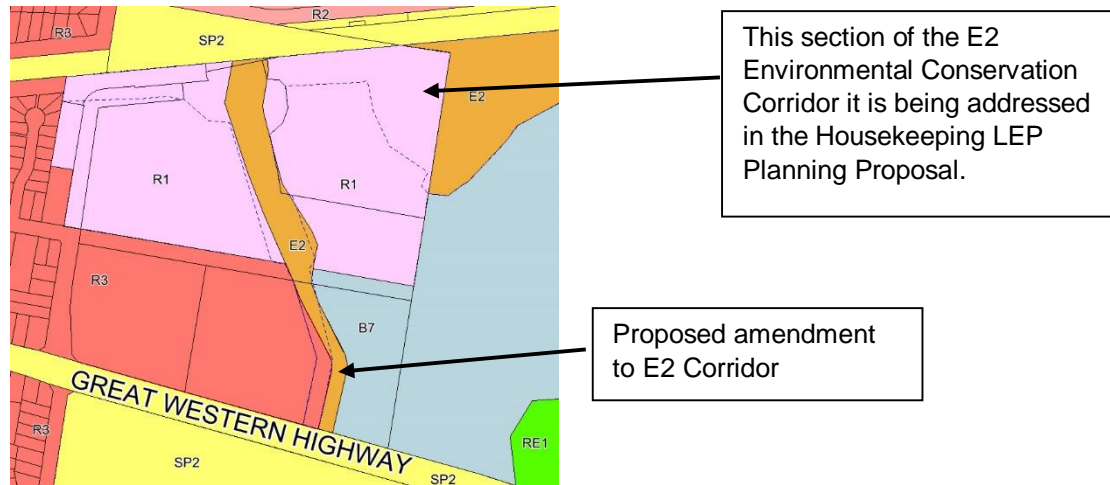 R2
R3
SP2
E2
R1
R1
E2
R3
B7
GREAT WESTERN HIGHWAY
R3
RE1
SP2
SP2
This section of the E2
Environmental Conservation
Corridor it is being addressed
in the Housekeeping LEP
Planning Proposal.
Proposed amendment
to E2 Corridor